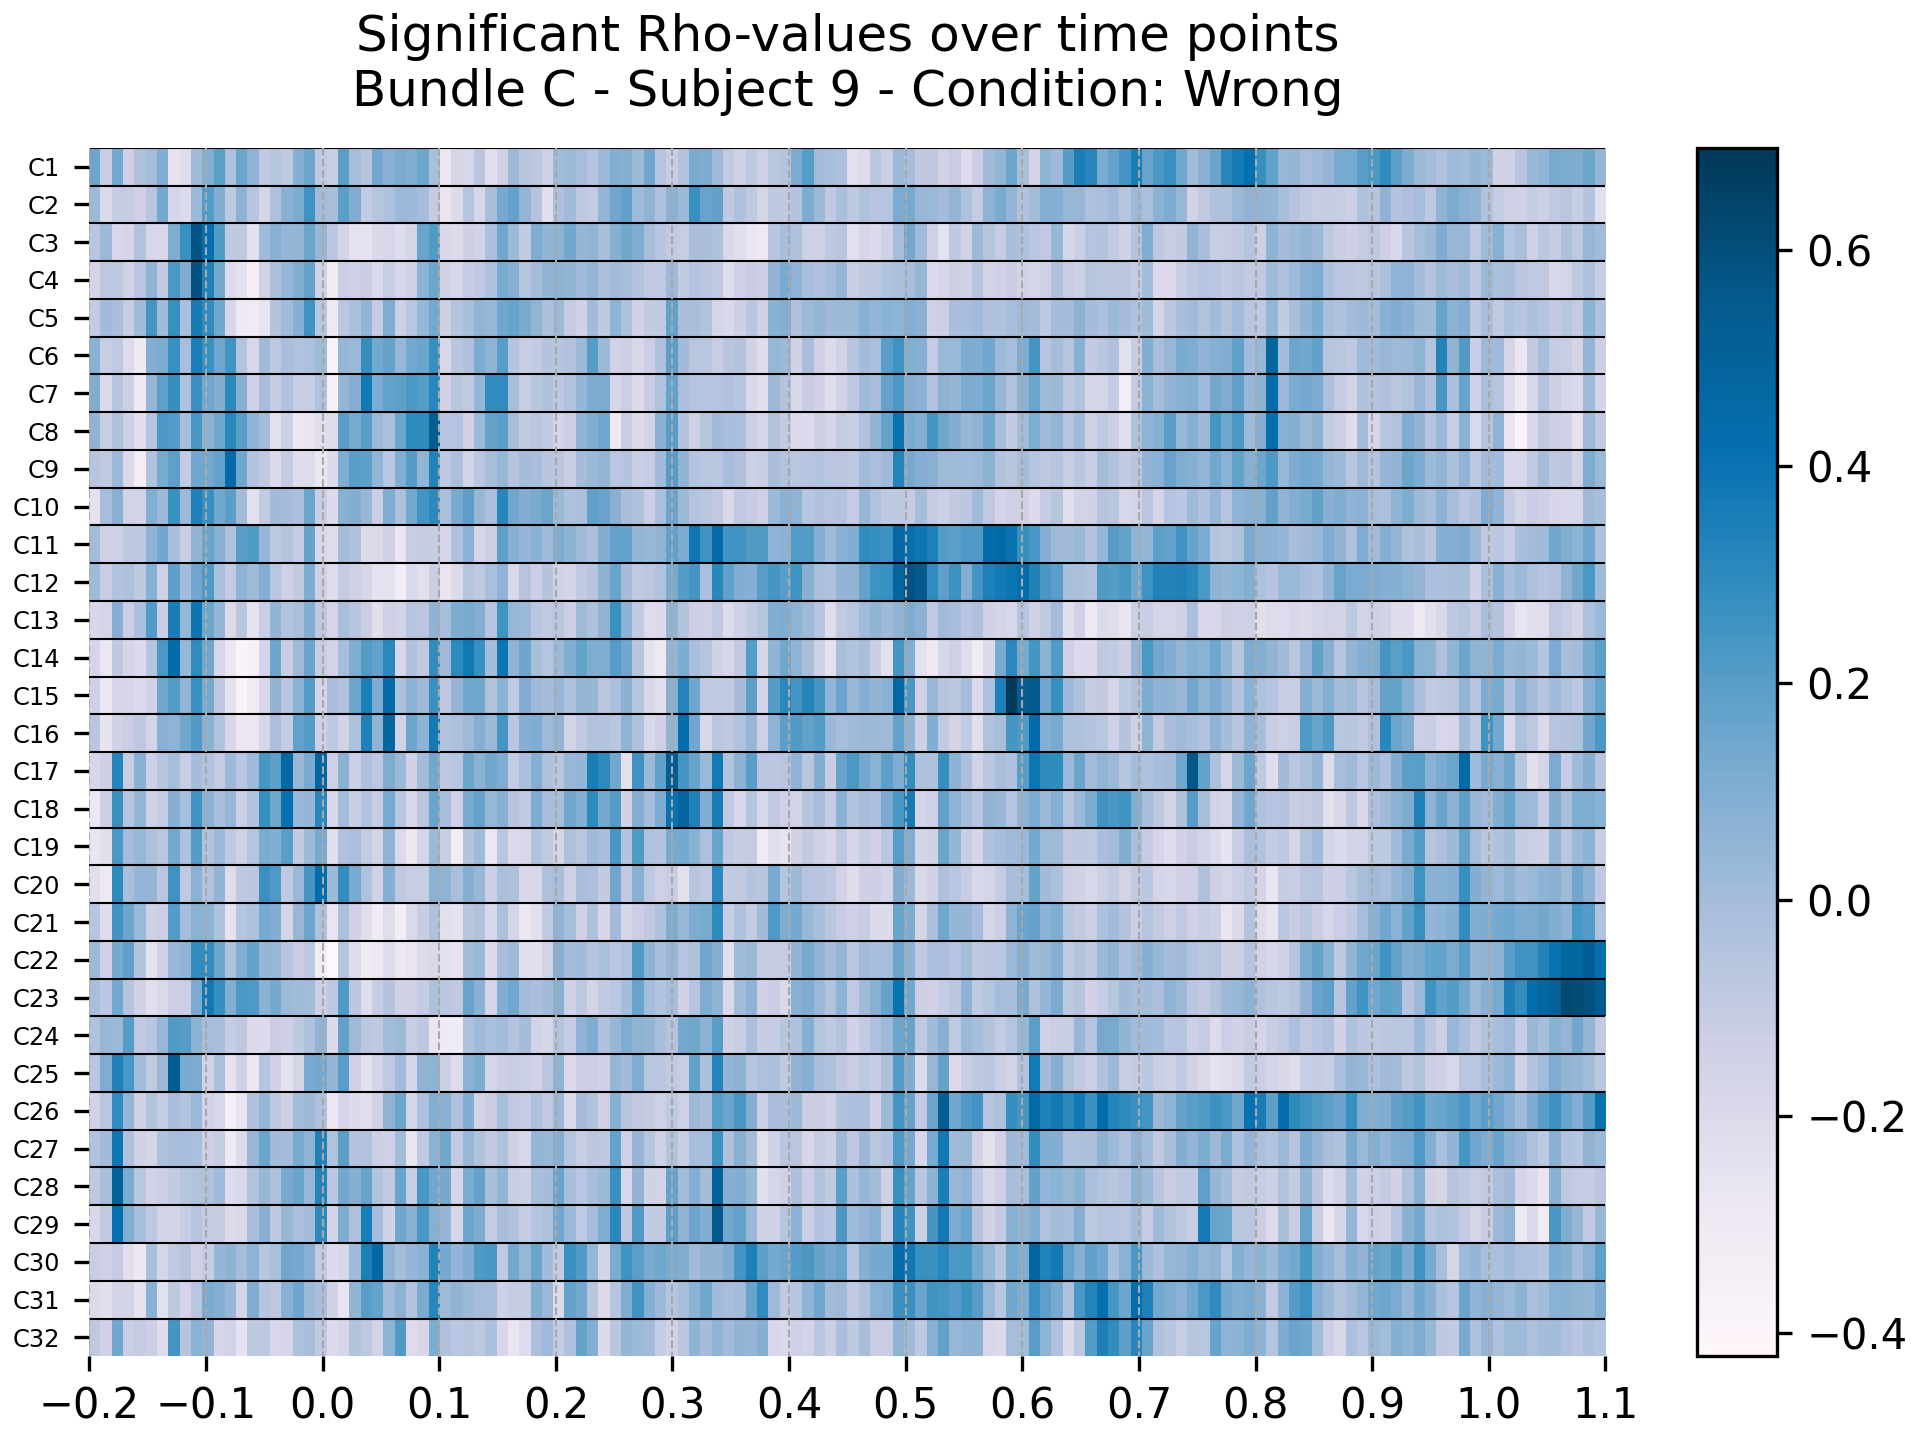 Significant Rho-values over time points
Bundle C - Subject 9 - Condition: Wrong
C1
C2
C3
C4
C5
C6
C7
C8
C9
C10
C11
C12
C13
C14
C15
C16
C17
C18
C19
C20
C21
C22
C23
C24
C25
C26
C27
C28
C29
C30
C31
C32
−0.2 −0.1 0.0 0.1 0.2 0.3 0.4 0.5 0.6 0.7 0.8 0.9 1.0 1.1
0.6
0.4
0.2
0.0
−0.2
−0.4